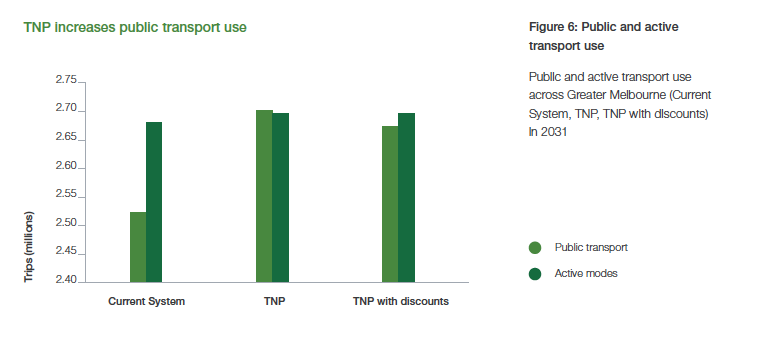 TNP increases public transport use
Figure 6: Public and active
transport use
Public and active transport use
across Greater Melbourne (Current
System, TNP, TNP with discounts)
in 2031
2.75
2.70
2.65
2.60
2.55
2.50
2.45
2.40
Trips (millions)
Current System
TNP
TNP with discounts
Public transport
Active modes